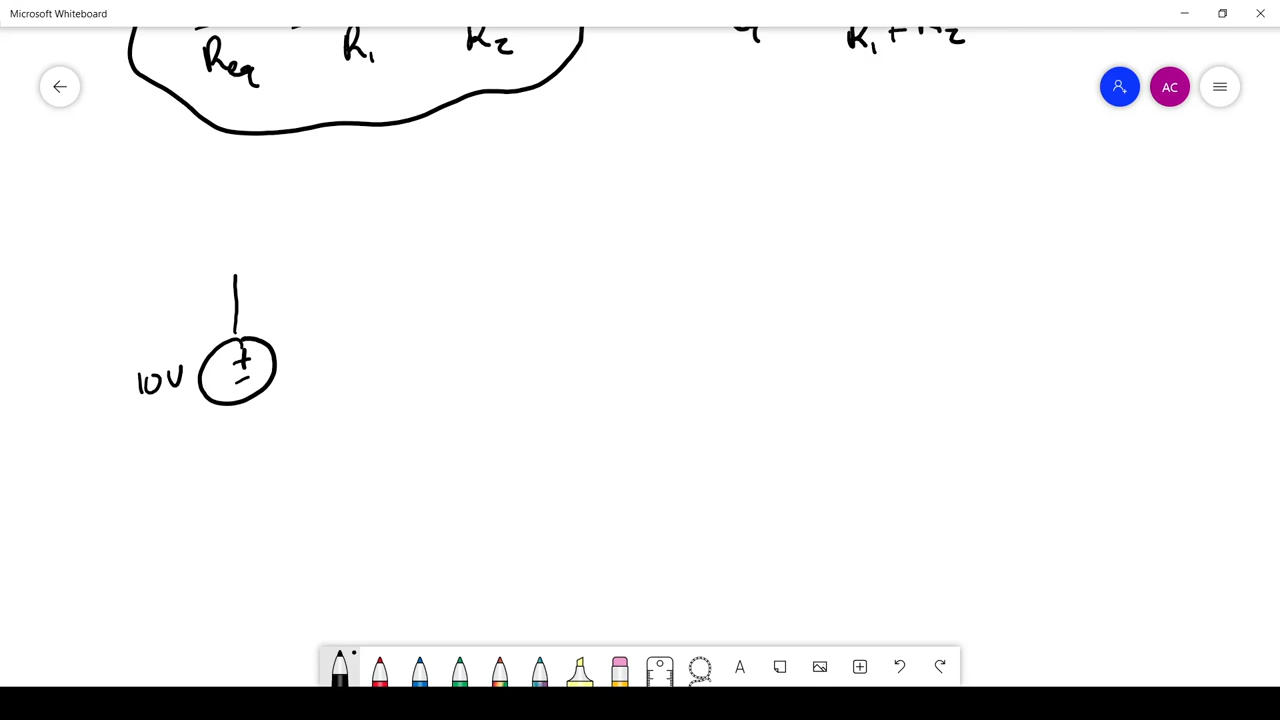 Microsoft Whiteboard
Req R1 R2
R1 + R2
AC
+
10V
-
A